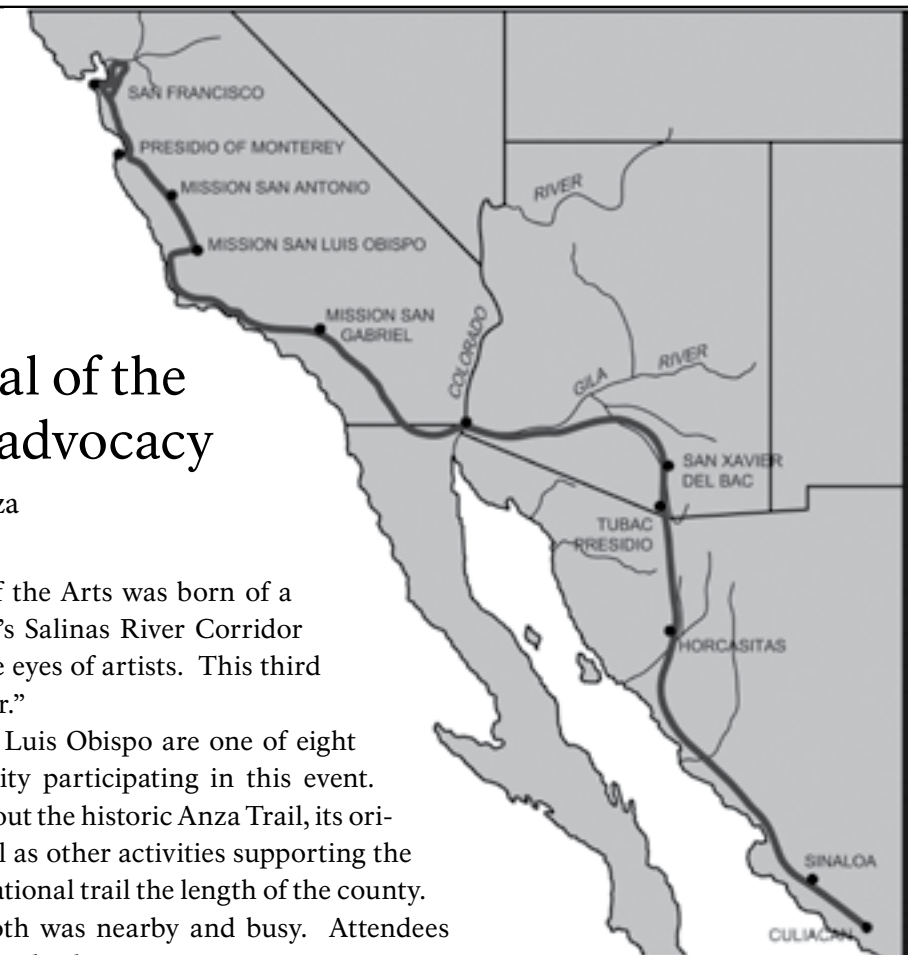 SAN FRANCISCO
PRESIDIO OF MONTEREY
MISSION SAN ANTONIO
MISSION SAN LUIS OBISPO
MISSION SAN
GABRIEL
RIVER
COLORADO
GILA
RIVER
SAN XAVIER
DEL BAC
TUBAC
PRESIDIO
HORCASITAS
SINALOA
CULIACAN
al of the
advocacy
za
f the Arts was born of a
’s Salinas River Corridor
e eyes of artists. This third
r.”
Luis Obispo are one of eight
ity participating in this event.
out the historic Anza Trail, its ori-
l as other activities supporting the
ational trail the length of the county.
oth was nearby and busy. Attendees